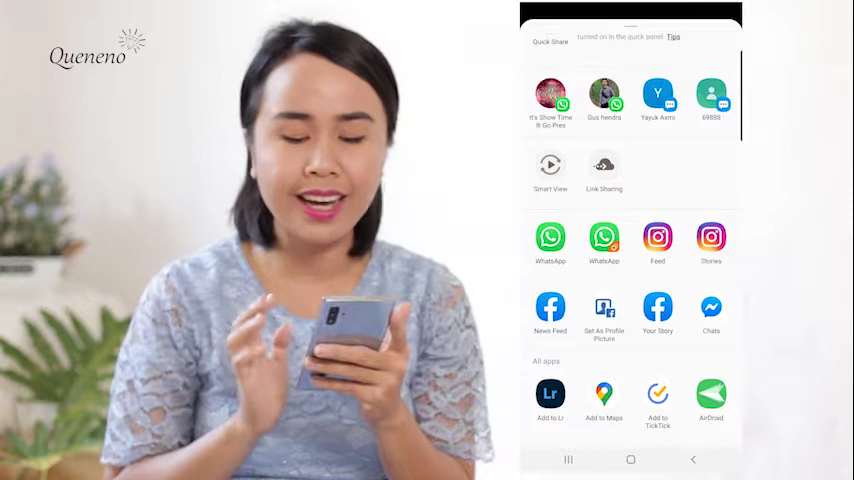 Queneno
turned on in the quick panel. Tips
Quick Share
It's Show Time
® Go Pres
Gus hendra
Yayuk Axmi
69888
Smart View
Link Sharing
WhatsApp
WhatsApp
Feed
Stories
News Feed
Set As Profile
Picture
Your Story
Chats
All apps
Lr
Add to Lr
Add to Maps
Add to
TickTick
AirDroid